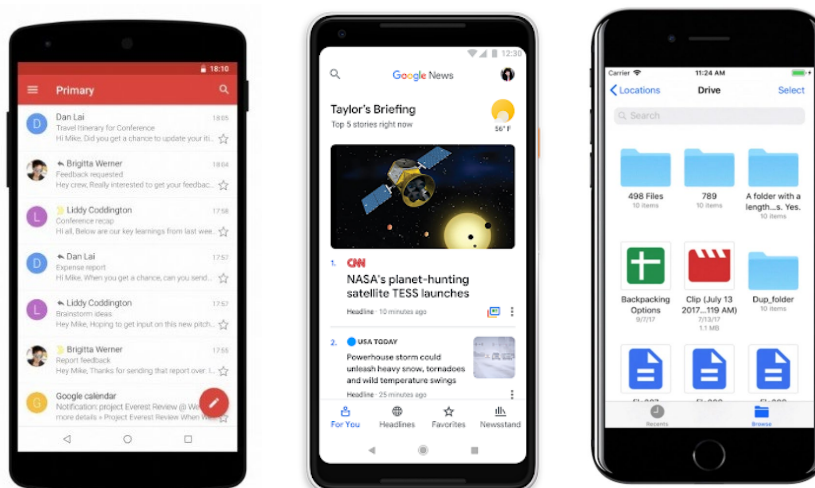 18:10
Primary
Dan Lai 18:05
Travel Itinerary for Conference
Hi Mike, Did you get a chance to update your iti..
Brigitta Werner 18:04
Feedback requested
Hey crew, Really interested to get your feedbac..
Liddy Coddington 17:58
Conference recap
Hi all, Below are our key learnings from last wee..
Dan Lai 17:57
Expense report
Hi Mike, When you get a chance, can you send..
Liddy Coddington 17:57
Brainstorm ideas
Hey Mike, Hoping to get input on this new pitch..
Brigitta Werner 17:55
Report feedback
Hey Mike, Thanks for sending that report over. I..
Google calendar
Notification: project Everest Review @ We
more details » Project Everest Review When W
12:30
Google News
Taylor's Briefing
Top 5 stories right now
56° F
1. CNN
NASA's planet-hunting
satellite TESS launches
Headline · 10 minutes ago
2. USA TODAY
Powerhouse storm could
unleash heavy snow, tornadoes
and wild temperature swings
Headline · 25 minutes ago
For You Headlines Favorites Newsstand
Carrier 11:24 AM
Locations Drive Select
Search
498 Files
10 items
789
10 items
A folder with a
length...s. Yes.
10 items
Backpacking
Options
9/7/17
Clip (July 13
2017...119 AM)
7/13/17
1.1 MB
Dup_folder
10 items
Recents Browse